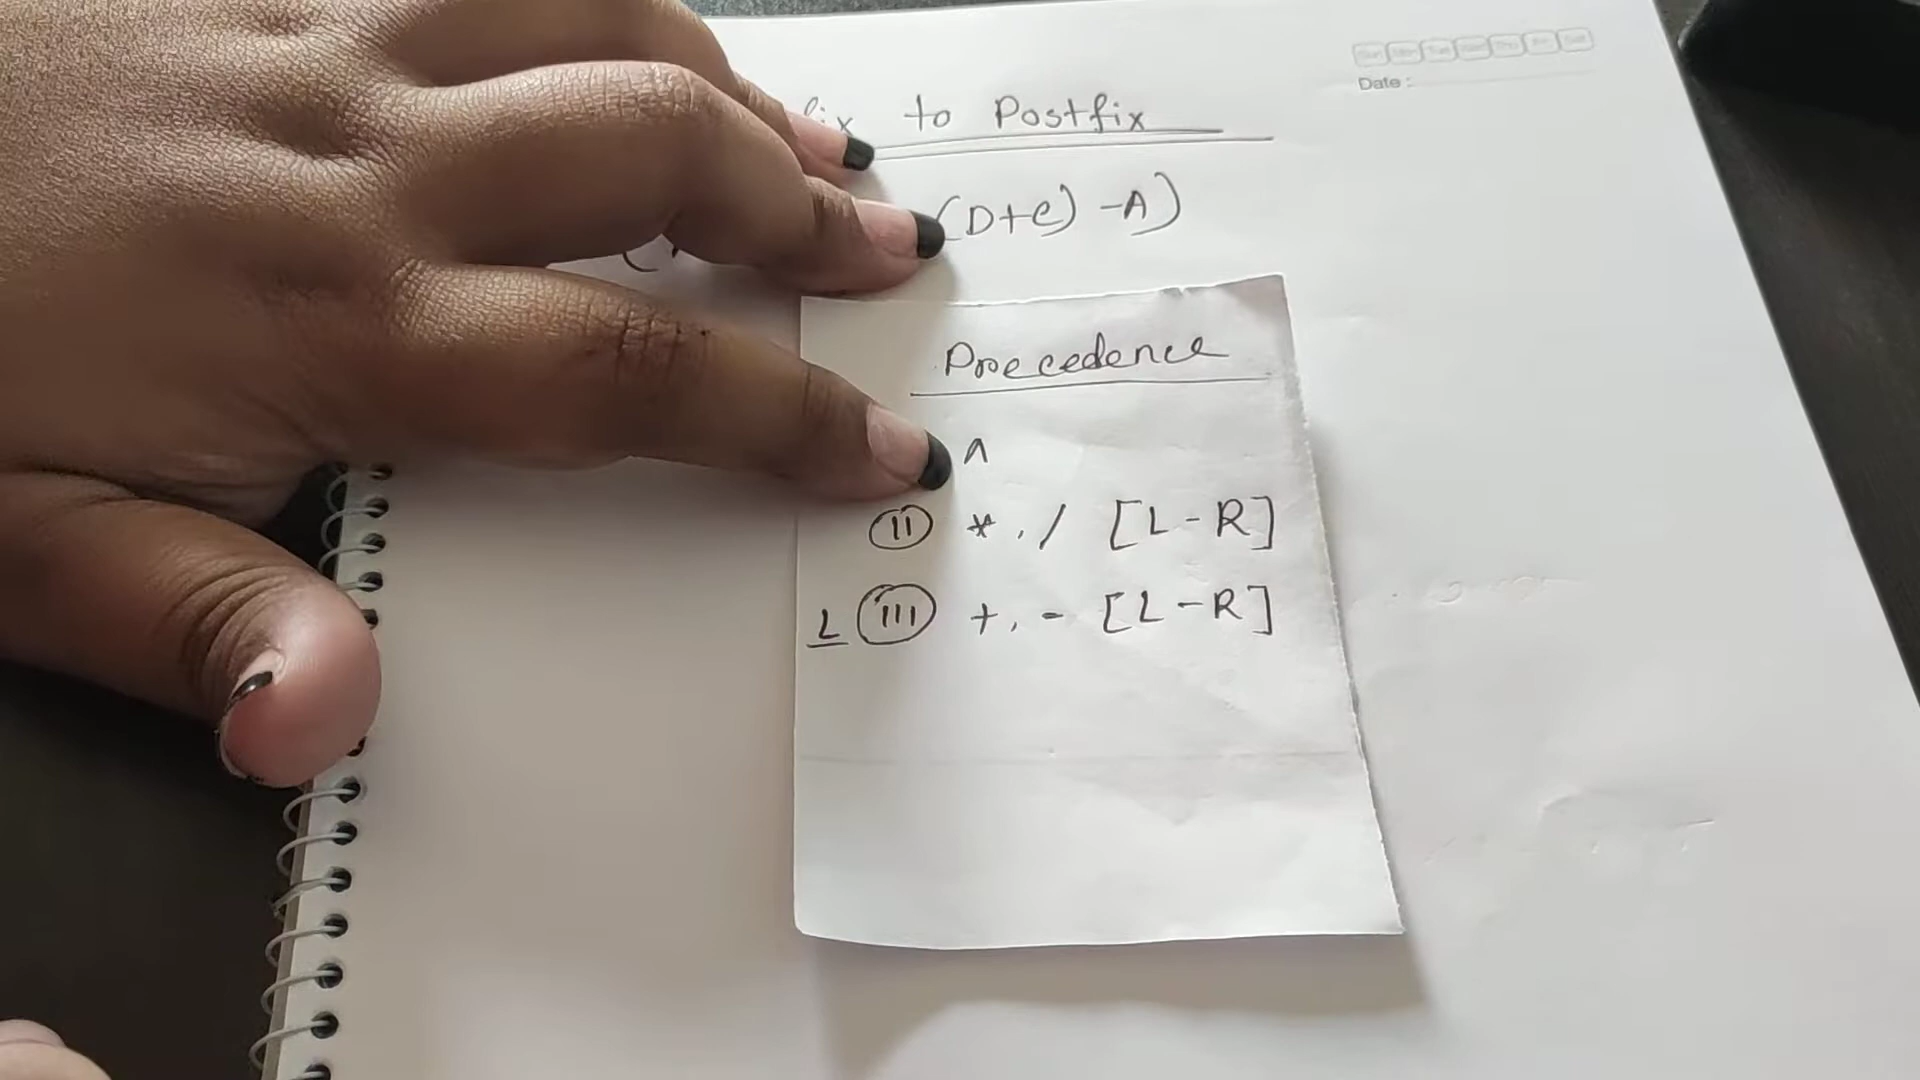 to Postfix
(D+C) -A)
Precedence
^
II *, / [L-R]
L III +, - [L-R]
Date :